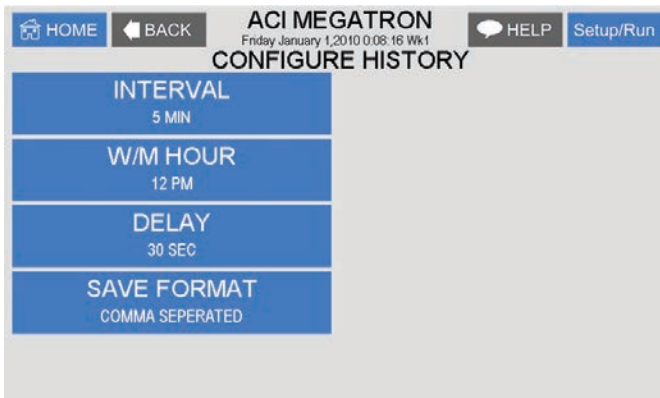 HOME
BACK
ACI MEGATRON
Friday January 1,2010 0:08:16 Wk1
HELP
Setup/Run
CONFIGURE HISTORY
INTERVAL
5 MIN
W/M HOUR
12 PM
DELAY
30 SEC
SAVE FORMAT
COMMA SEPERATED